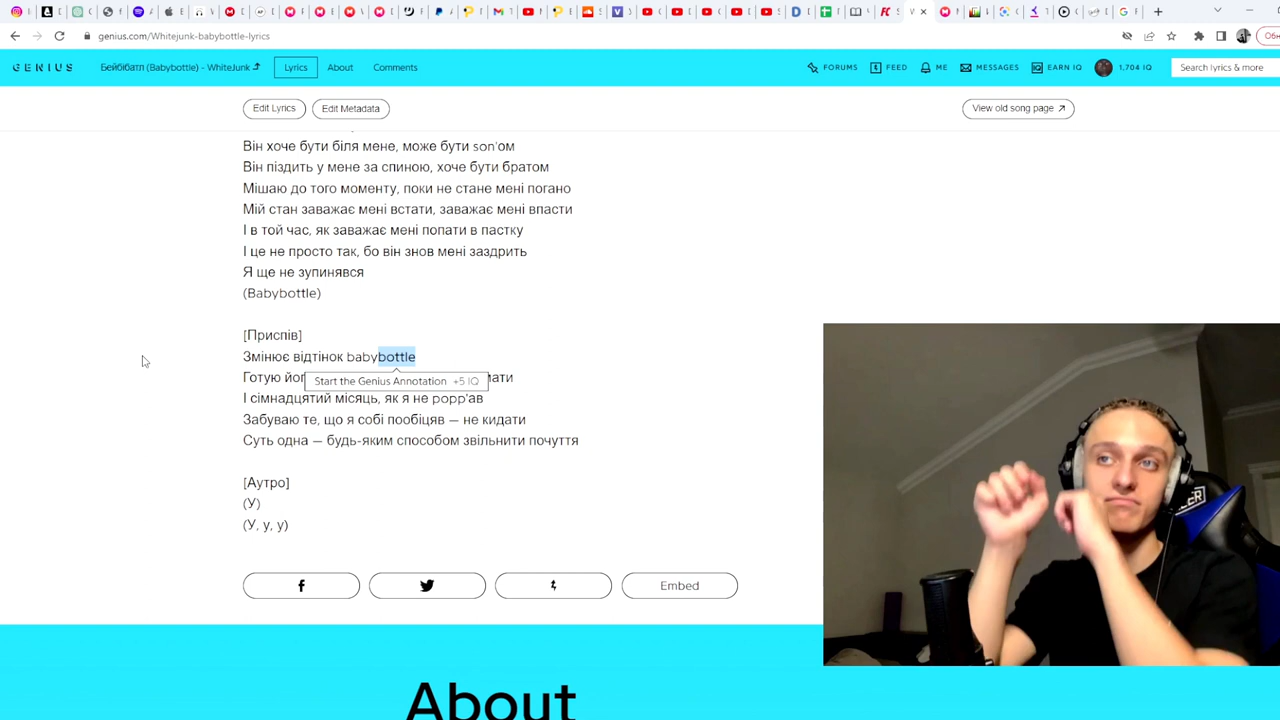 genius.com/Whitejunk-babybottle-lyrics
GENIUS
Бейбібатл (Babybottle) - WhiteJunk
Lyrics
About
Comments
FORUMS
FEED
ME
MESSAGES
EARN IQ
1,704 IQ
Search lyrics & more
Edit Lyrics
Edit Metadata
View old song page
Він хоче бути біля мене, може бути son'ом
Він піздить у мене за спиною, хоче бути братом
Мішаю до того моменту, поки не стане мені погано
Мій стан заважає мені встати, заважає мені впасти
І в той час, як заважає мені попати в пастку
І це не просто так, бо він знов мені заздрить
Я ще не зупинявся
(Babybottle)
[Приспів]
Змінює відтінок babybottle
Start the Genius Annotation +5 IQ
Готую
І сімнадцятий місяць, як я не popp'ав
Забуваю те, що я собі пообіцяв — не кидати
Суть одна — будь-яким способом звільнити почуття
[Аутро]
(У)
(У, у, у)
Embed
About